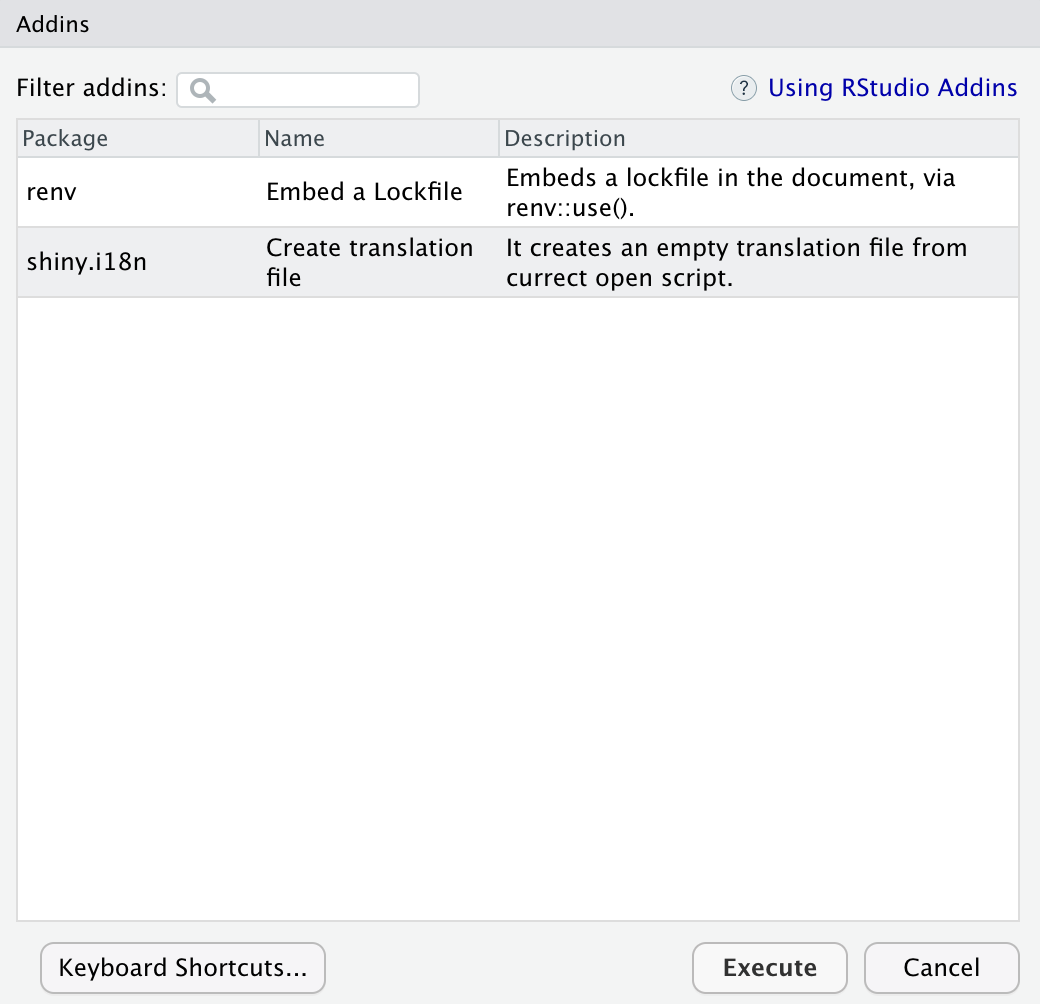 Addins
Filter addins:
? Using RStudio Addins
Package Name Description
renv Embed a Lockfile Embeds a lockfile in the document, via
renv::use().
shiny.i18n Create translation It creates an empty translation file from
file currect open script.
Keyboard Shortcuts... Execute Cancel